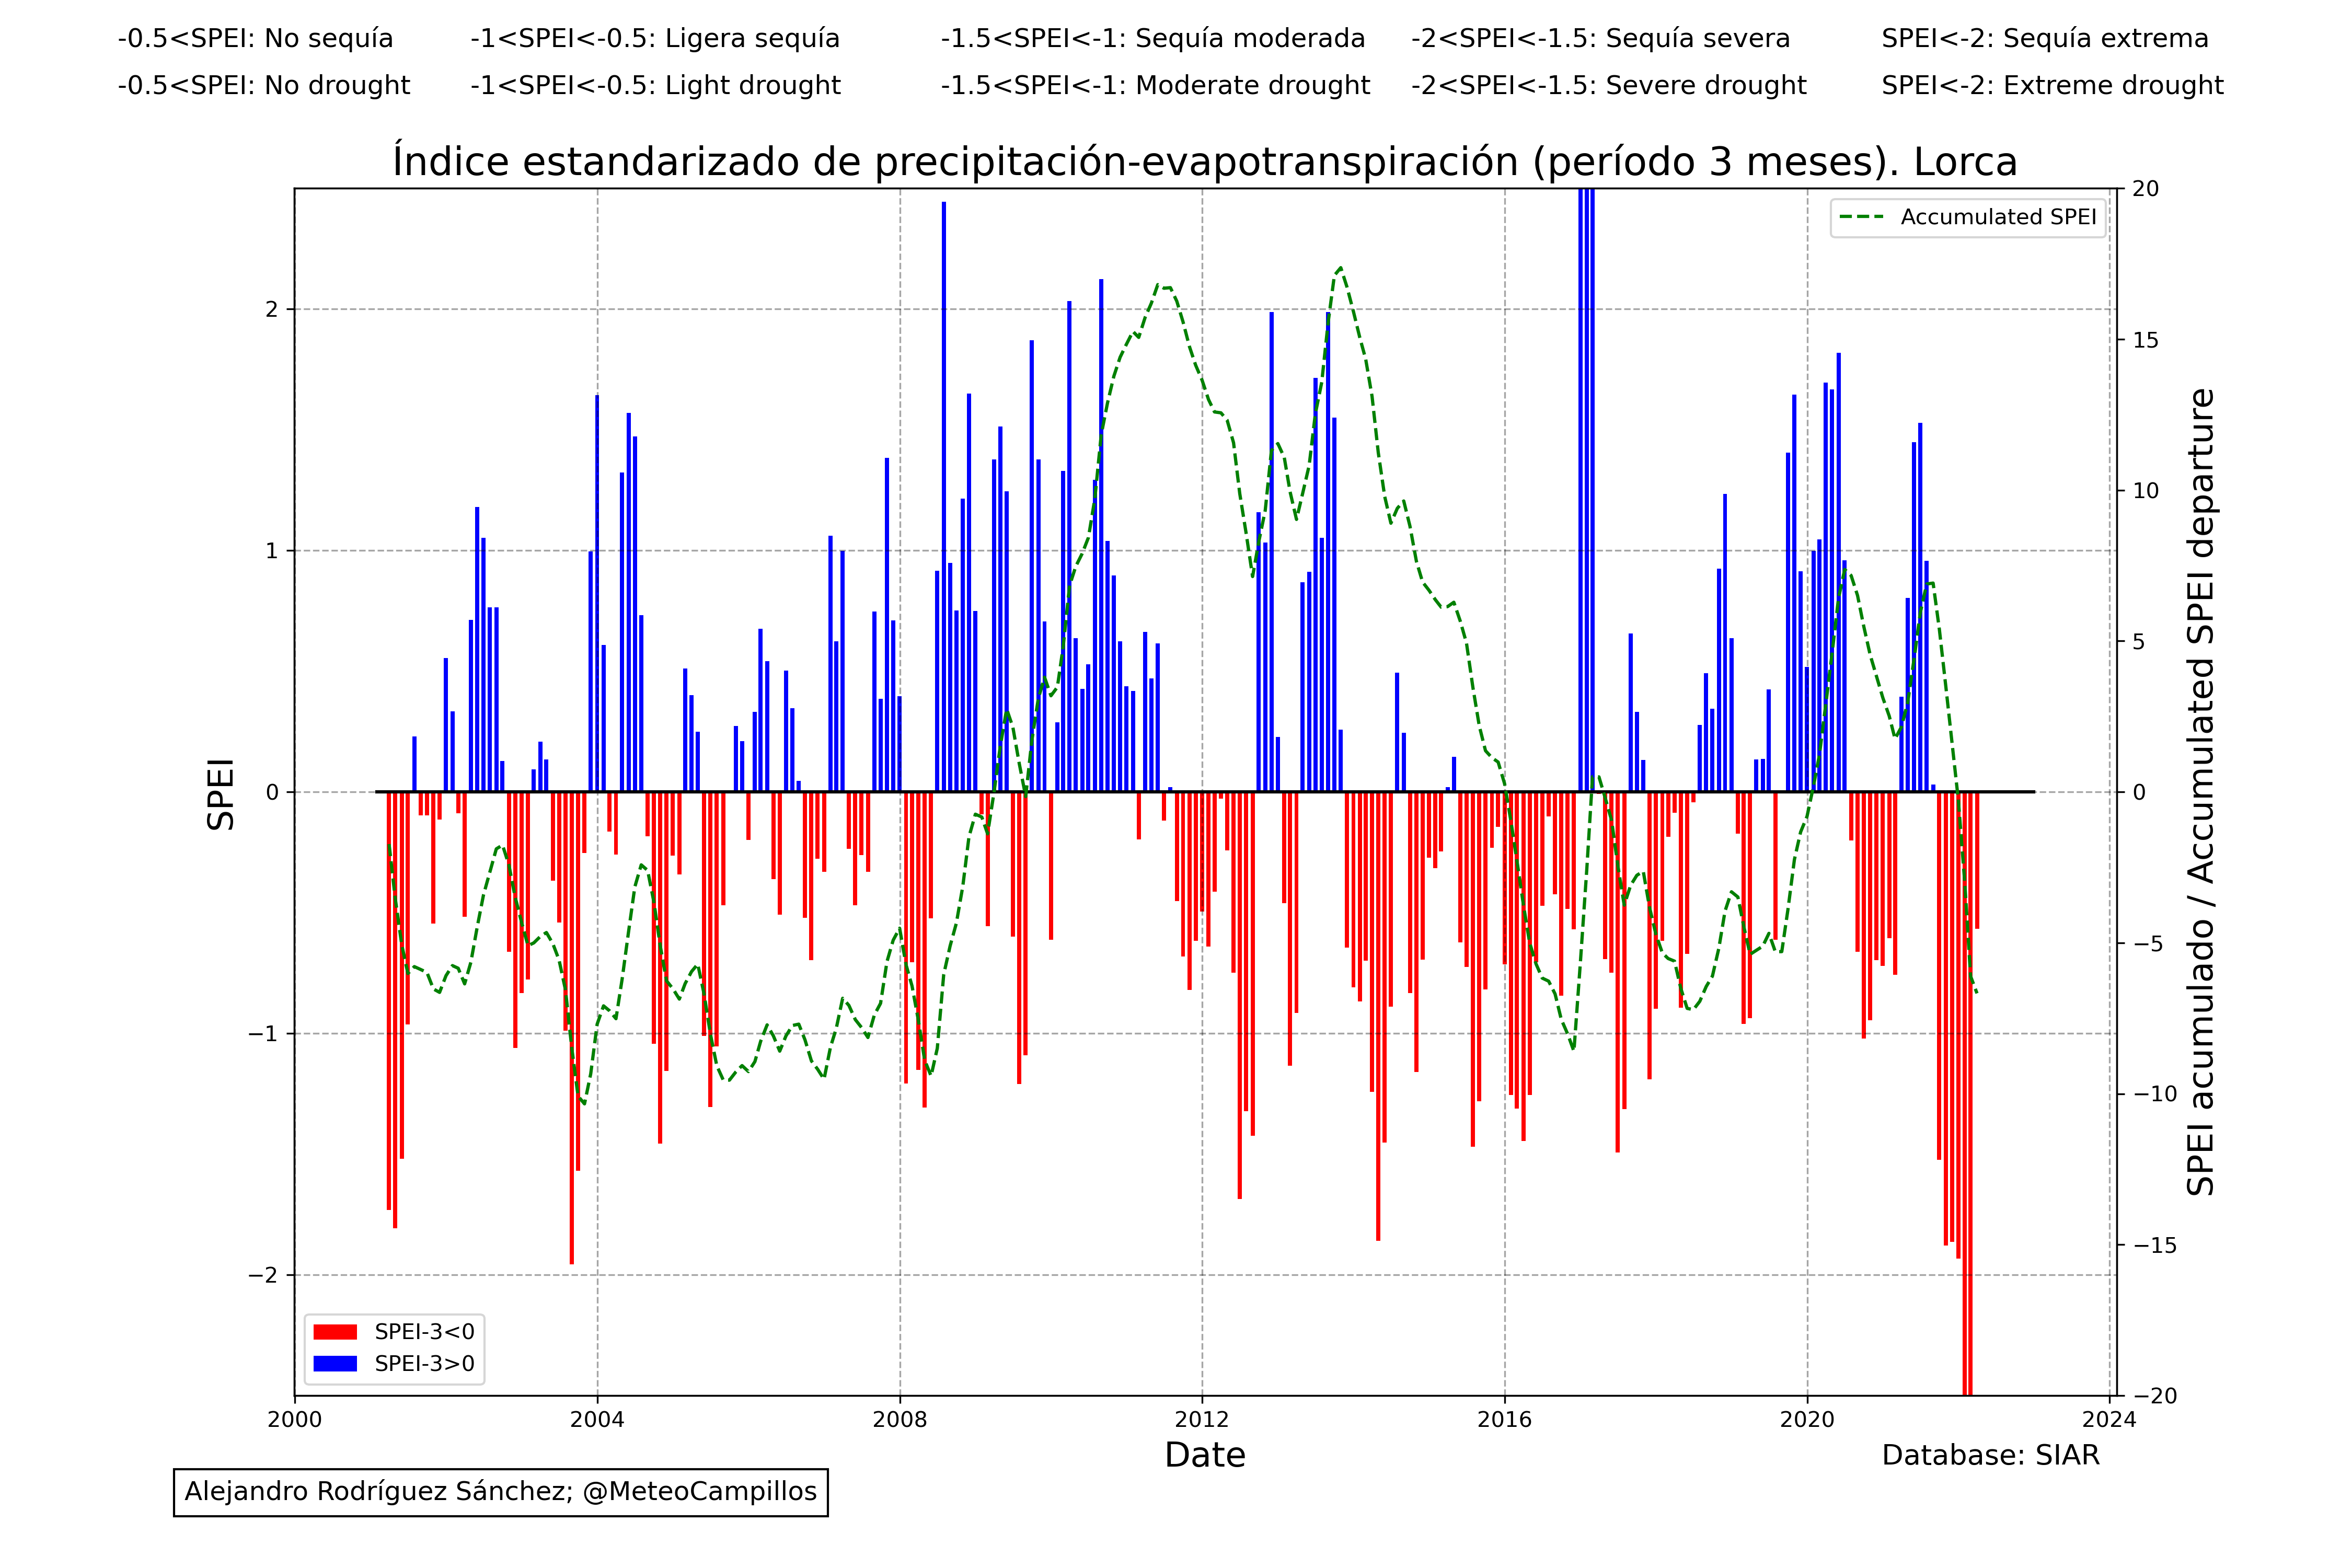 -0.5<SPEI: No sequía -1<SPEI<-0.5: Ligera sequía -1.5<SPEI<-1: Sequía moderada -2<SPEI<-1.5: Sequía severa SPEI<-2: Sequía extrema
-0.5<SPEI: No drought -1<SPEI<-0.5: Light drought -1.5<SPEI<-1: Moderate drought -2<SPEI<-1.5: Severe drought SPEI<-2: Extreme drought
Índice estandarizado de precipitación-evapotranspiración (período 3 meses). Lorca
Accumulated SPEI
SPEI
2
1
0
−1
−2
20
15
10
5
0
−5
−10
−15
−20
SPEI acumulado / Accumulated SPEI departure
SPEI-3<0
SPEI-3>0
2000 2004 2008 2012 2016 2020 2024
Date
Database: SIAR
Alejandro Rodríguez Sánchez; @MeteoCampillos